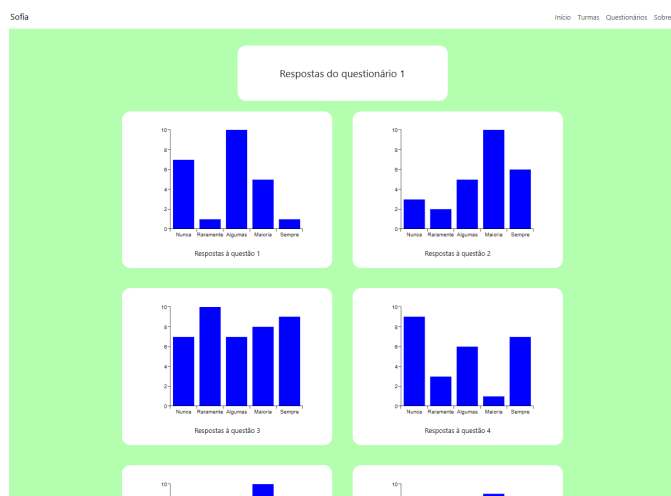 Sofia
Início Turmas Questionários Sobre
Respostas do questionário 1
10
8
6
4
2
0
Nunca Raramente Algumas Maioria Sempre
Respostas à questão 1
10
8
6
4
2
0
Nunca Raramente Algumas Maioria Sempre
Respostas à questão 2
10
8
6
4
2
0
Nunca Raramente Algumas Maioria Sempre
Respostas à questão 3
10
8
6
4
2
0
Nunca Raramente Algumas Maioria Sempre
Respostas à questão 4
10
10